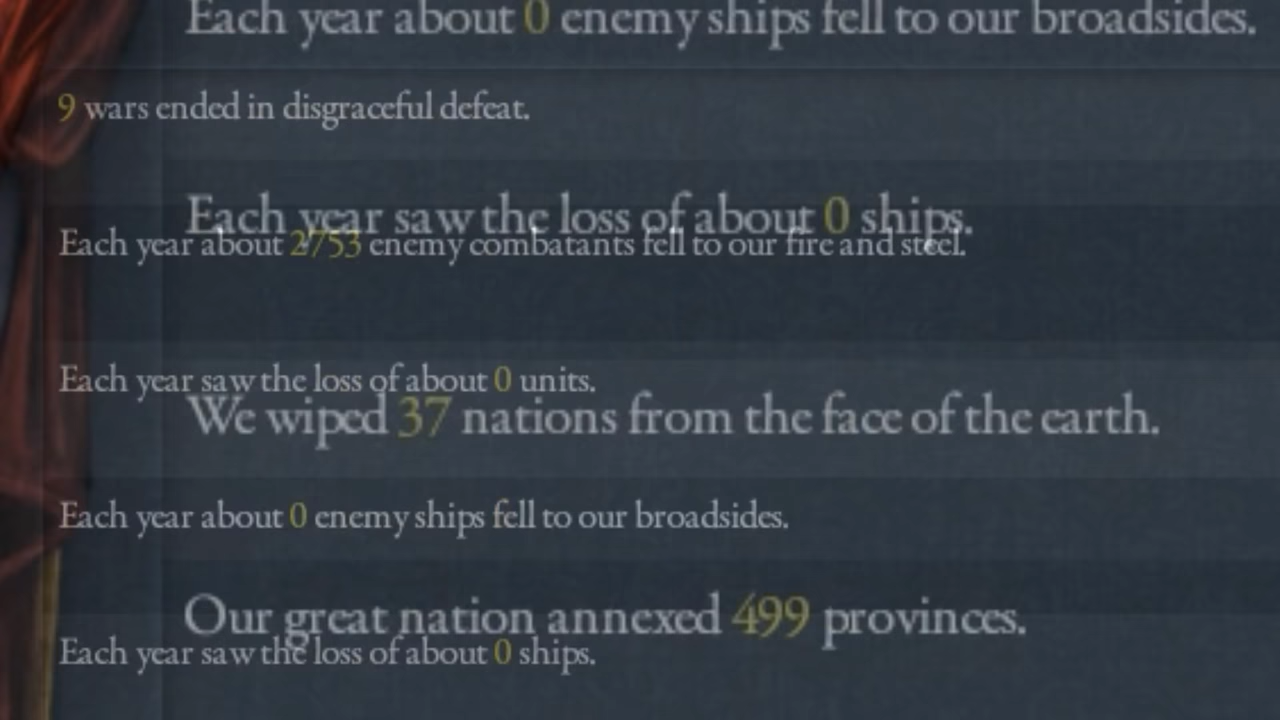 Each year about 0 enemy ships fell to our broadsides.
9 wars ended in disgraceful defeat.
Each year saw the loss of about 0 ships.
Each year about 2753 enemy combatants fell to our fire and steel.
Each year saw the loss of about 0 units.
We wiped 37 nations from the face of the earth.
Each year about 0 enemy ships fell to our broadsides.
Our great nation annexed 499 provinces.
Each year saw the loss of about 0 ships.